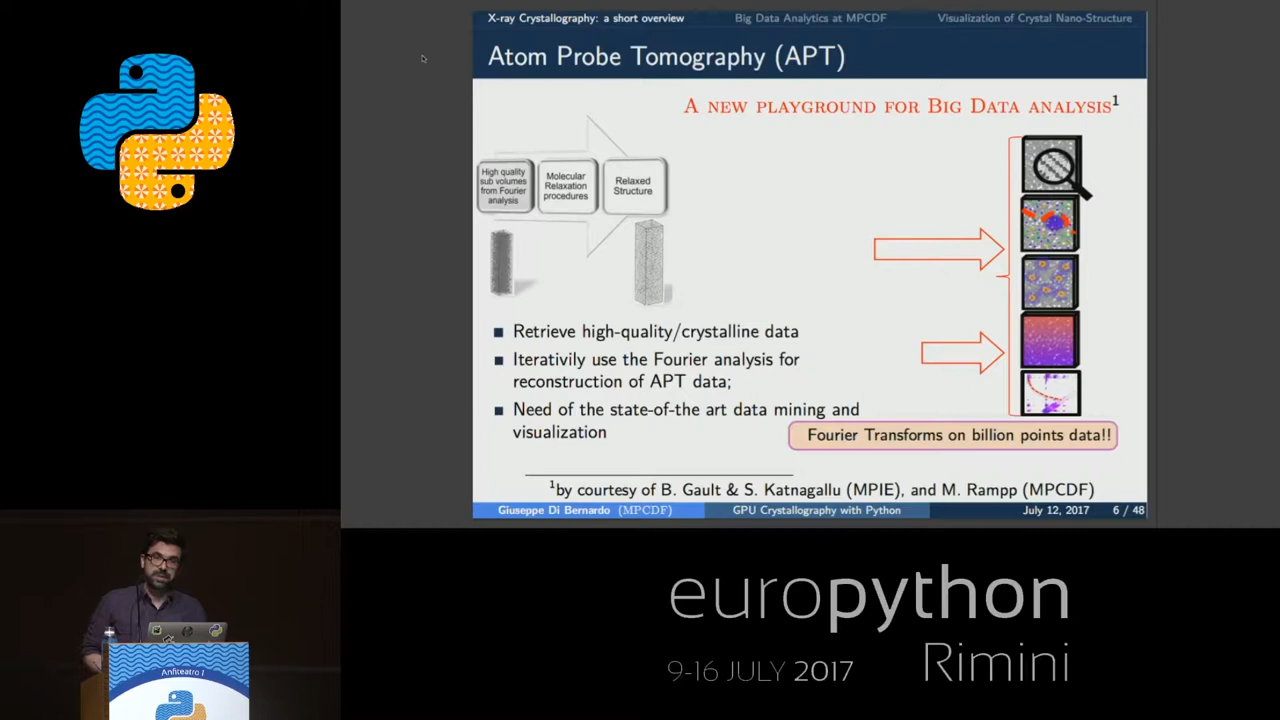 X-ray Crystallography: a short overview
Big Data Analytics at MPCDF
Visualization of Crystal Nano-Structure
Atom Probe Tomography (APT)
A NEW PLAYGROUND FOR BIG DATA ANALYSIS1
High quality
sub volumes
from Fourier
analysis
Molecular
Relaxation
procedures
Relaxed
Structure
Retrieve high-quality/crystalline data
Iterativily use the Fourier analysis for
reconstruction of APT data;
Need of the state-of-the art data mining and
visualization
Fourier Transforms on billion points data!!
1by courtesy of B. Gault & S. Katnagallu (MPIE), and M. Rampp (MPCDF)
Giuseppe Di Bernardo (MPCDF)
GPU Crystallography with Python
July 12, 2017
6 / 48
Anfiteatro 1
europython
9-16 JULY 2017
Rimini